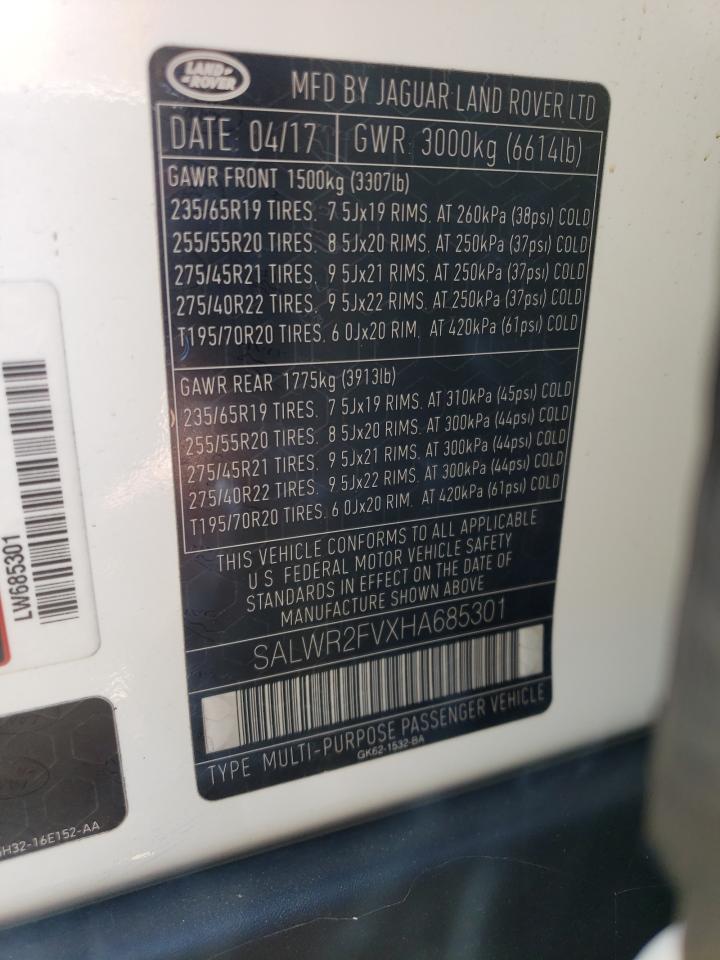 LAND
ROVER
MFD BY JAGUAR LAND ROVER LTD
DATE: 04/17 GWR: 3000kg (6614lb)
GAWR FRONT 1500kg (3307lb)
235/65R19 TIRES. 7 5Jx19 RIMS. AT 260kPa (38psi) COLD
255/55R20 TIRES. 8 5Jx20 RIMS. AT 250kPa (37psi) COLD
275/45R21 TIRES. 9 5Jx21 RIMS. AT 250kPa (37psi) COLD
275/40R22 TIRES. 9 5Jx22 RIMS. AT 250kPa (37psi) COLD
T195/70R20 TIRES. 6 0Jx20 RIM. AT 420kPa (61psi) COLD
GAWR REAR 1775kg (3913lb)
235/65R19 TIRES. 7 5Jx19 RIMS. AT 310kPa (45psi) COLD
255/55R20 TIRES. 8 5Jx20 RIMS. AT 300kPa (44psi) COLD
275/45R21 TIRES. 9 5Jx21 RIMS. AT 300kPa (44psi) COLD
275/40R22 TIRES. 9 5Jx22 RIMS. AT 300kPa (44psi) COLD
T195/70R20 TIRES. 6 0Jx20 RIM. AT 420kPa (61psi) COLD
THIS VEHICLE CONFORMS TO ALL APPLICABLE
U S FEDERAL MOTOR VEHICLE SAFETY
STANDARDS IN EFFECT ON THE DATE OF
MANUFACTURE SHOWN ABOVE
SALWR2FVXHA685301
TYPE MULTI-PURPOSE PASSENGER VEHICLE
GK62-1532-BA
LW685301
H32-16E152-AA